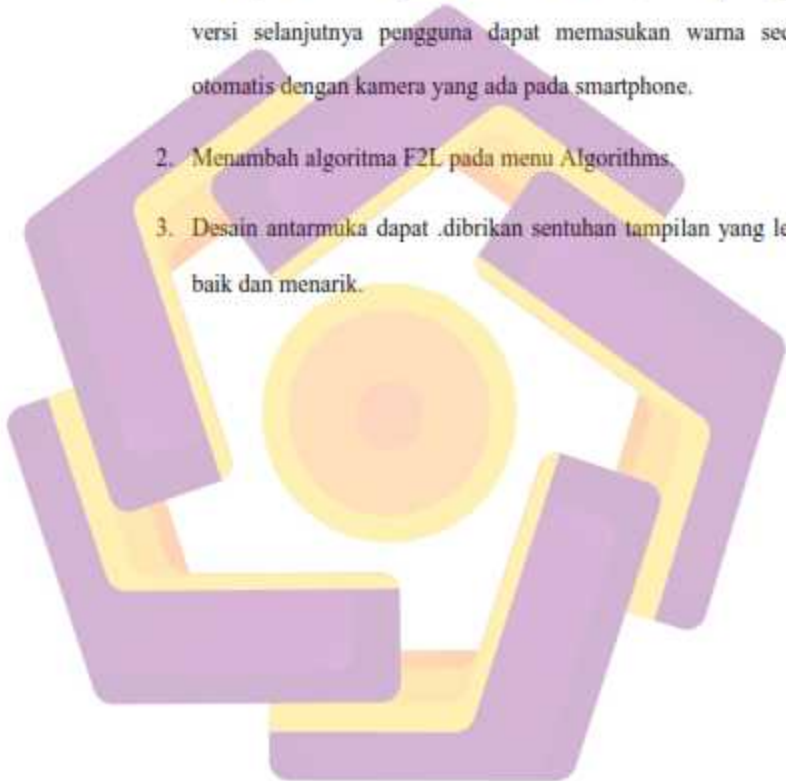 versi selanjutnya pengguna dapat memasukan warna
otomatis dengan kamera yang ada pada smartphone.
2. Menambah algoritma F2L pada menu Algorithms.
3. Desain antarmuka dapat .dibrikan sentuhan tampilan yang
baik dan menarik.